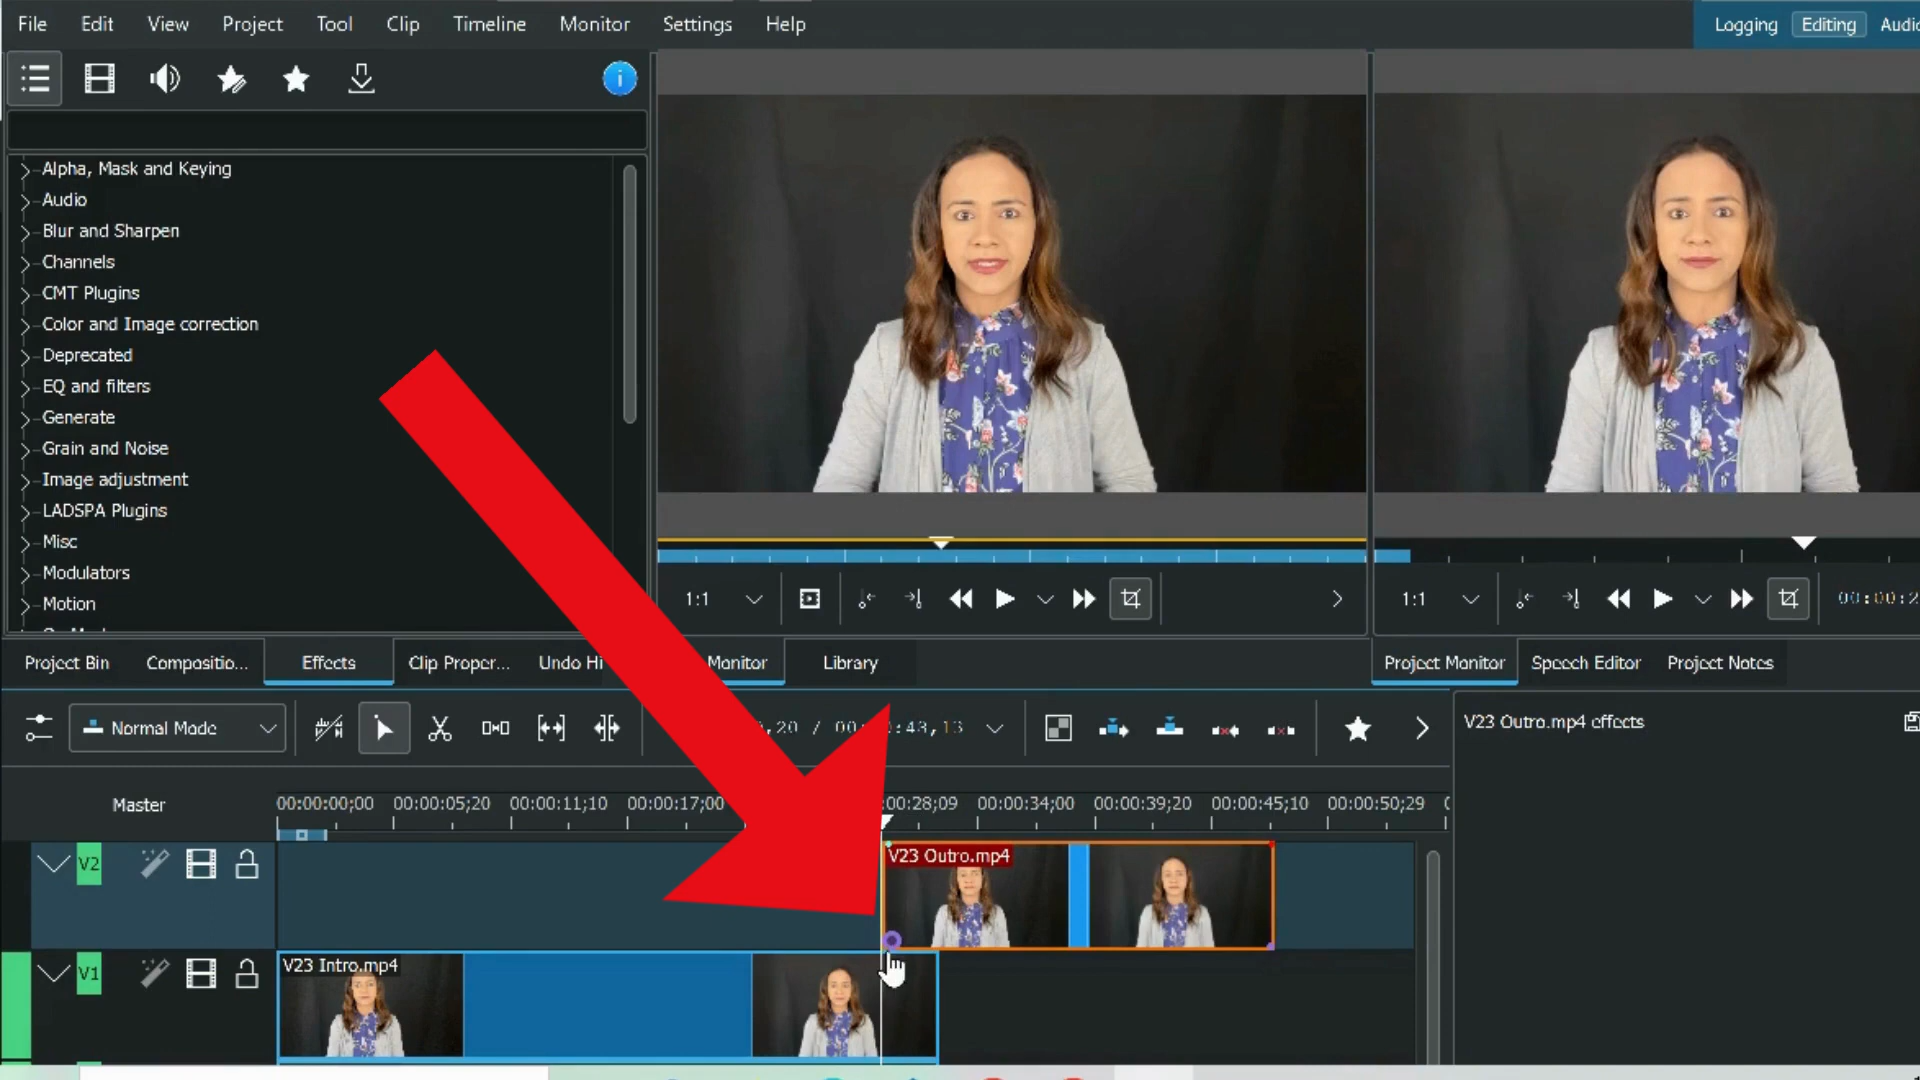 File Edit View Project Tool Clip Timeline Monitor Settings Help
Logging Editing
Alpha, Mask and Keying
Audio
Blur and Sharpen
Channels
CMT Plugins
Color and Image correction
Deprecated
EQ and filters
Generate
Grain and Noise
Image adjustment
LADSPA Plugins
Misc
Modulators
Motion
1:1
1:1 00:00:2
Project Bin Compositio... Effects Clip Proper... Undo Hi Monitor Library
Project Monitor Speech Editor Project Notes
Normal Mode
,20 / 00: :43,13
V23 Outro.mp4 effects
Master
00:00:00;00 00:00:05;20 00:00:11;10 00:00:17;00 :00:28;09 00:00:34;00 00:00:39;20 00:00:45;10 00:00:50;29
V2
V23 Outro.mp4
V1
V23 Intro.mp4